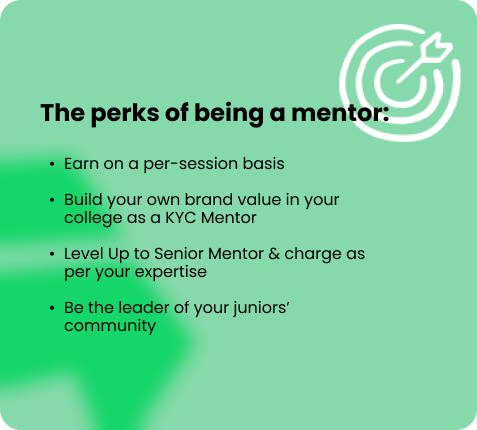 The perks of being a mentor:
• Earn on a per-session basis
• Build your own brand value in your
college as a KYC Mentor
• Level Up to Senior Mentor & charge as
per your expertise
• Be the leader of your juniors’
community